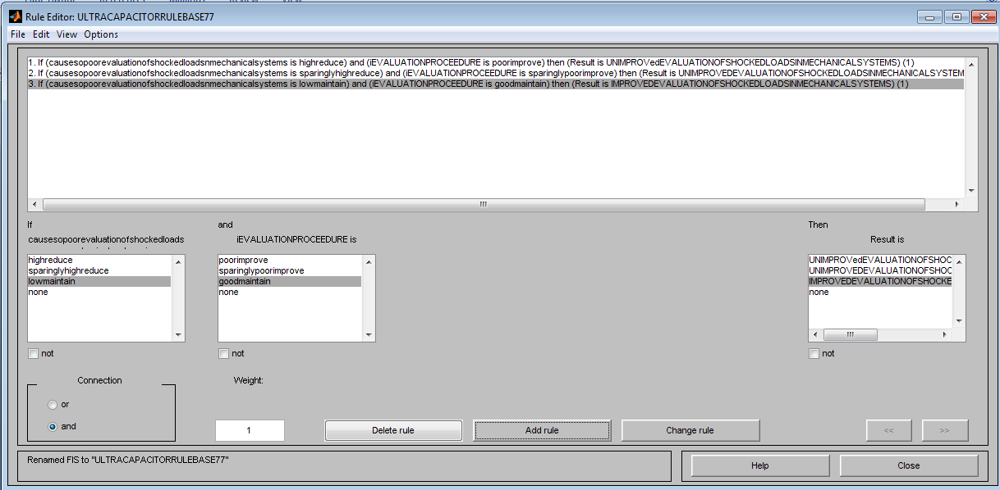 Rule Editor: ULTRACAPACITORRULEBASE77
File Edit View Options
1. If (causesopoorevaluationofshockedloadsnmechanicalsystems is highreduce) and (iEVALUATIONPROCEEDURE is poorimprove) then (Result is UNIMPROVedEVALUATIONOFSHOCKEDLOADSINMECHANICALSYSTEMS) (1)
2. If (causesopoorevaluationofshockedloadsnmechanicalsystems is sparinglyhighreduce) and (iEVALUATIONPROCEEDURE is sparinglypoorimprove) then (Result is UNIMPROVEDEVALUATIONOFSHOCKEDLOADSINMECHANICALSYSTEM
3. If (causesopoorevaluationofshockedloadsnmechanicalsystems is lowmaintain) and (iEVALUATIONPROCEEDURE is goodmaintain) then (Result is IMPROVEDEVALUATIONOFSHOCKEDLOADSINMECHANICALSYSTEMS) (1)
If and Then
causesopoorevaluationofshockedloads iEVALUATIONPROCEEDURE is Result is
highreduce poorimprove UNIMPROVedEVALUATIONOFSHOC
sparinglyhighreduce sparinglypoorimprove UNIMPROVEDEVALUATIONOFSHOC
lowmaintain goodmaintain IMPROVEDEVALUATIONOFSHOCKE
none none none
not not not
Connection Weight:
or
and 1 Delete rule Add rule Change rule << >>
Renamed FIS to "ULTRACAPACITORRULEBASE77" Help Close